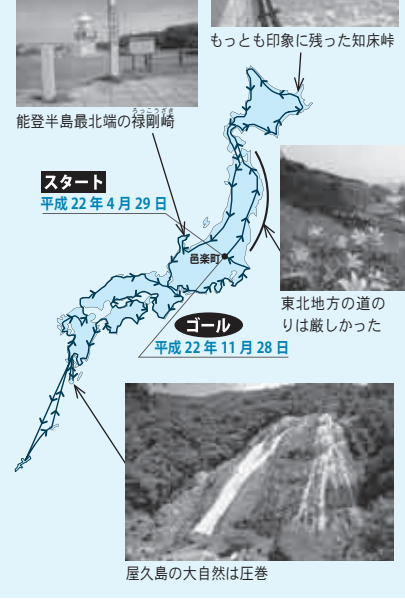 もっとも印象に残った知床峠
ろっこうざき
能登半島最北端の禄剛崎
スタート
平成22年4月29日
邑楽町
東北地方の道の
りは厳しかった
ゴール
平成22年11月28日
屋久島の大自然は圧巻